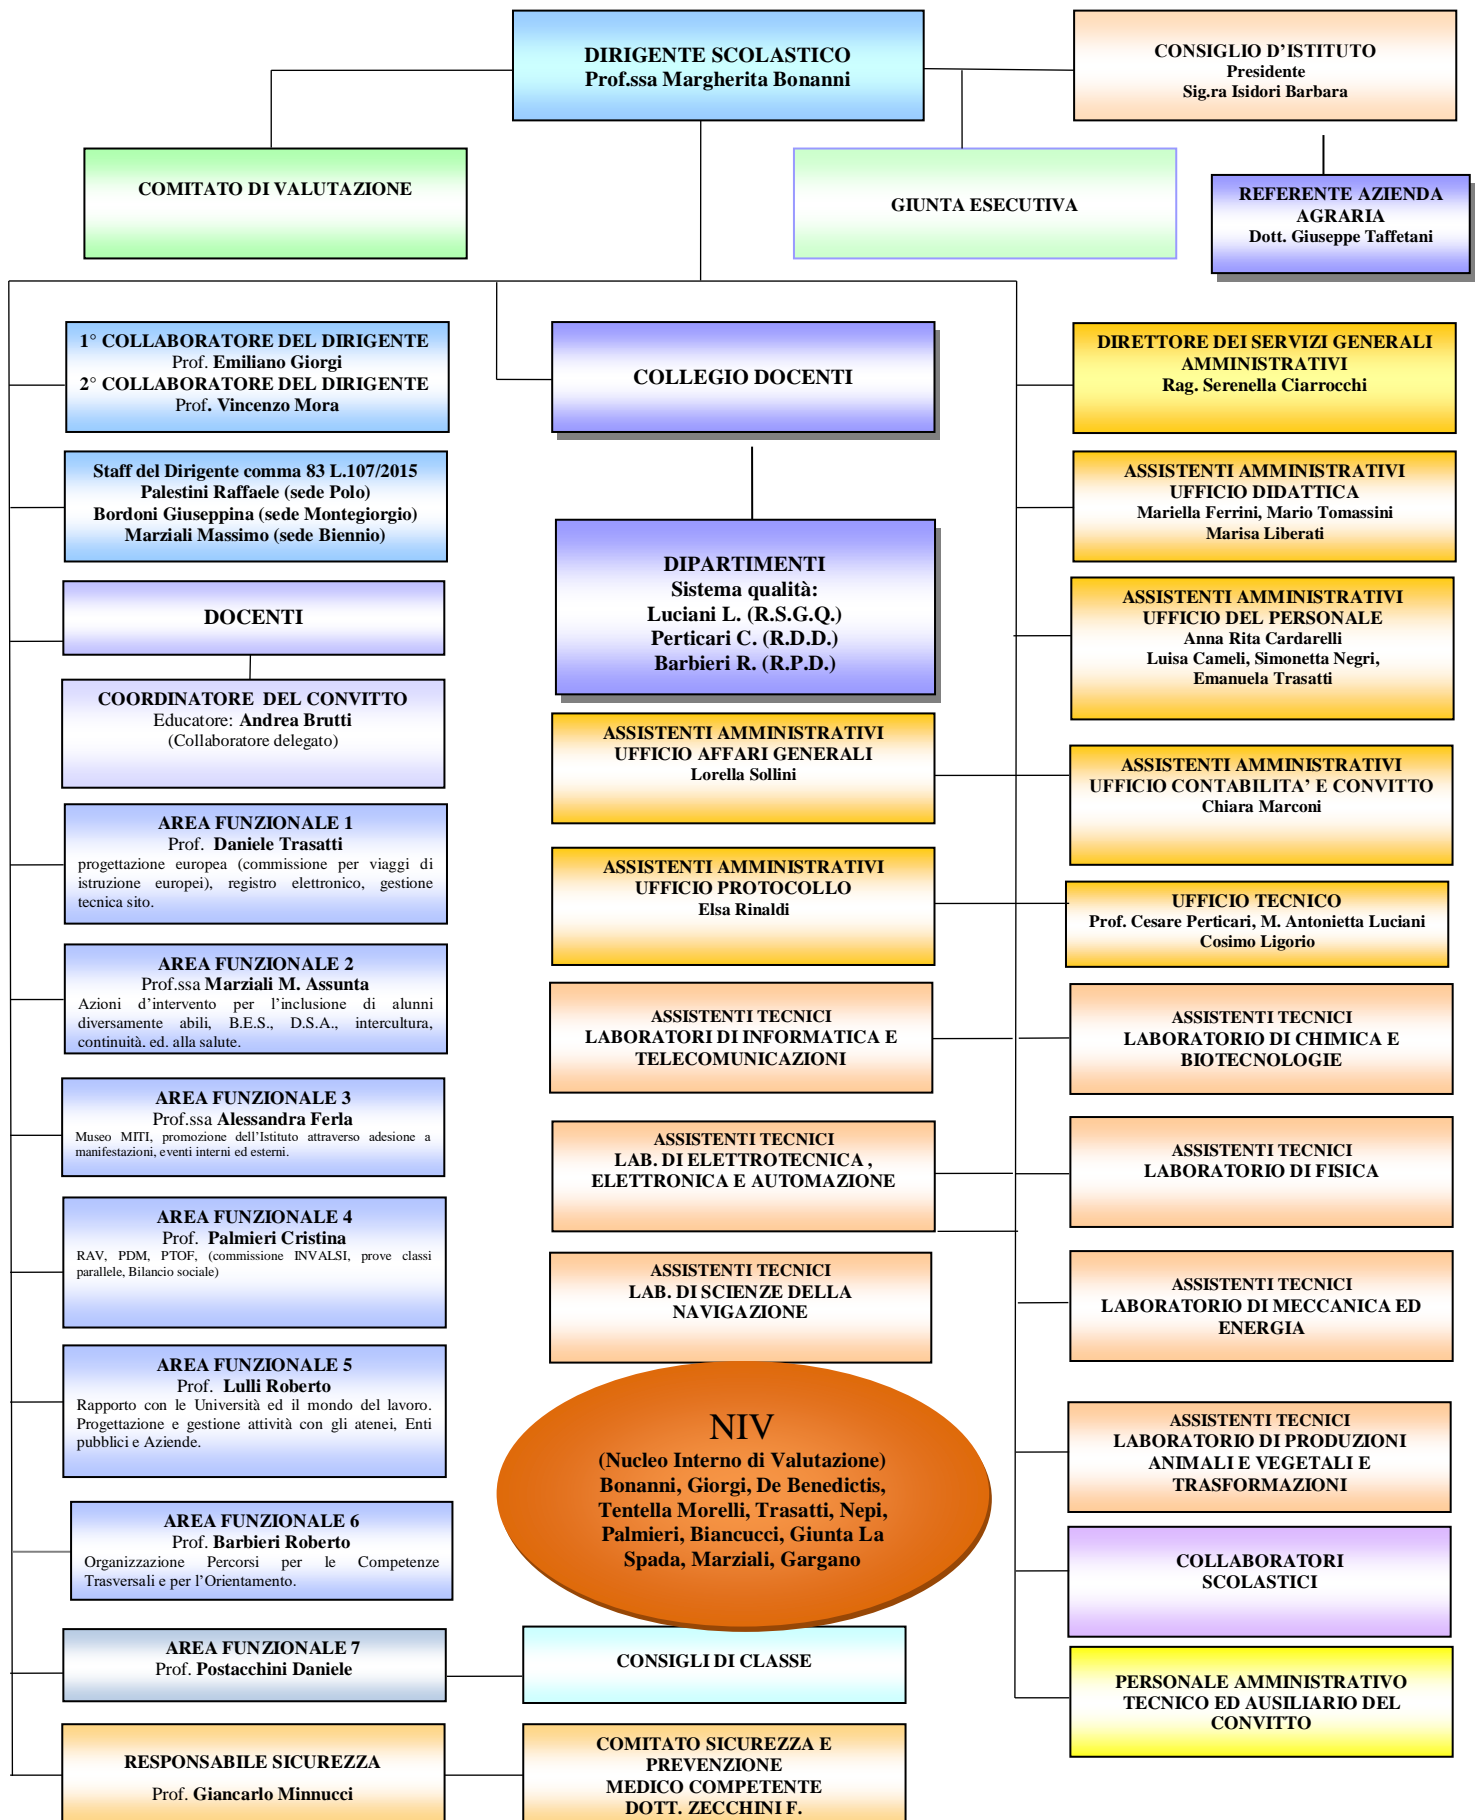 DIRIGENTE SCOLASTICO
Prof.ssa Margherita Bonanni
CONSIGLIO D’ISTITUTO
Presidente
Sig.ra Isidori Barbara
COMITATO DI VALUTAZIONE
GIUNTA ESECUTIVA
REFERENTE AZIENDA
AGRARIA
Dott. Giuseppe Taffetani
1° COLLABORATORE DEL DIRIGENTE
Prof. Emiliano Giorgi
2° COLLABORATORE DEL DIRIGENTE
Prof. Vincenzo Mora
Staff del Dirigente comma 83 L.107/2015
Palestini Raffaele (sede Polo)
Bordoni Giuseppina (sede Montegiorgio)
Marziali Massimo (sede Biennio)
DOCENTI
COORDINATORE DEL CONVITTO
Educatore: Andrea Brutti
(Collaboratore delegato)
AREA FUNZIONALE 1
Prof. Daniele Trasatti
progettazione europea (commissione per viaggi di
istruzione europei), registro elettronico, gestione
tecnica sito.
AREA FUNZIONALE 2
Prof.ssa Marziali M. Assunta
Azioni d’intervento per l’inclusione di alunni
diversamente abili, B.E.S., D.S.A., intercultura,
continuità. ed. alla salute.
AREA FUNZIONALE 3
Prof.ssa Alessandra Ferla
Museo MITI, promozione dell’Istituto attraverso adesione a
manifestazioni, eventi interni ed esterni.
AREA FUNZIONALE 4
Prof. Palmieri Cristina
RAV, PDM, PTOF, (commissione INVALSI, prove classi
parallele, Bilancio sociale)
AREA FUNZIONALE 5
Prof. Lulli Roberto
Rapporto con le Università ed il mondo del lavoro.
Progettazione e gestione attività con gli atenei, Enti
pubblici e Aziende.
AREA FUNZIONALE 6
Prof. Barbieri Roberto
Organizzazione Percorsi per le Competenze
Trasversali e per l’Orientamento.
AREA FUNZIONALE 7
Prof. Postacchini Daniele
RESPONSABILE SICUREZZA
Prof. Giancarlo Minnucci
COLLEGIO DOCENTI
DIPARTIMENTI
Sistema qualità:
Luciani L. (R.S.G.Q.)
Perticari C. (R.D.D.)
Barbieri R. (R.P.D.)
ASSISTENTI AMMINISTRATIVI
UFFICIO AFFARI GENERALI
Lorella Sollini
ASSISTENTI AMMINISTRATIVI
UFFICIO PROTOCOLLO
Elsa Rinaldi
ASSISTENTI TECNICI
LABORATORI DI INFORMATICA E
TELECOMUNICAZIONI
ASSISTENTI TECNICI
LAB. DI ELETTROTECNICA ,
ELETTRONICA E AUTOMAZIONE
ASSISTENTI TECNICI
LAB. DI SCIENZE DELLA
NAVIGAZIONE
NIV
(Nucleo Interno di Valutazione)
Bonanni, Giorgi, De Benedictis,
Tentella Morelli, Trasatti, Nepi,
Palmieri, Biancucci, Giunta La
Spada, Marziali, Gargano
CONSIGLI DI CLASSE
COMITATO SICUREZZA E
PREVENZIONE
MEDICO COMPETENTE
DOTT. ZECCHINI F.
DIRETTORE DEI SERVIZI GENERALI
AMMINISTRATIVI
Rag. Serenella Ciarrocchi
ASSISTENTI AMMINISTRATIVI
UFFICIO DIDATTICA
Mariella Ferrini, Mario Tomassini
Marisa Liberati
ASSISTENTI AMMINISTRATIVI
UFFICIO DEL PERSONALE
Anna Rita Cardarelli
Luisa Cameli, Simonetta Negri,
Emanuela Trasatti
ASSISTENTI AMMINISTRATIVI
UFFICIO CONTABILITA’ E CONVITTO
Chiara Marconi
UFFICIO TECNICO
Prof. Cesare Perticari, M. Antonietta Luciani
Cosimo Ligorio
ASSISTENTI TECNICI
LABORATORIO DI CHIMICA E
BIOTECNOLOGIE
ASSISTENTI TECNICI
LABORATORIO DI FISICA
ASSISTENTI TECNICI
LABORATORIO DI MECCANICA ED
ENERGIA
ASSISTENTI TECNICI
LABORATORIO DI PRODUZIONI
ANIMALI E VEGETALI E
TRASFORMAZIONI
COLLABORATORI
SCOLASTICI
PERSONALE AMMINISTRATIVO
TECNICO ED AUSILIARIO DEL
CONVITTO